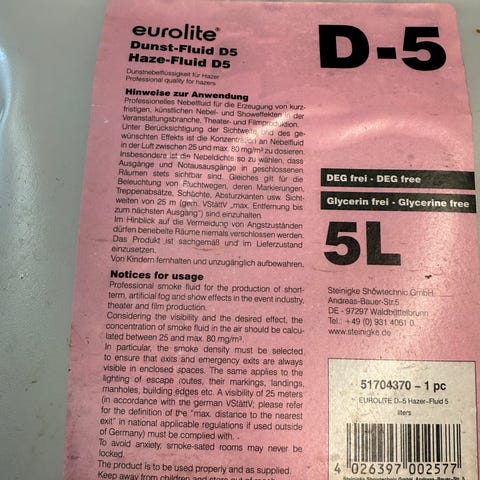 eurolite®
Dunst-Fluid D5
Haze-Fluid D5
Dunstnebelflüssigkeit für Hazer
Professional quality for hazers
D-5
Hinweise zur Anwendung
Professionelles Nebelfluid für die Erzeugung von kurz-
fristigen, künstlichen Nebel- und Showeffekten in der
Veranstaltungsbranche, Theater- und Filmproduktion.
Unter Berücksichtigung der Sichtweite und des ge-
wünschten Effekts ist die Konzentration an Nebelfluid
in der Luft zwischen 25 und max. 80 mg/m³ zu dosieren.
Insbesondere ist die Nebeldichte so zu wählen, dass
Ausgänge und Notausausgänge in geschlossenen
Räumen stets sichtbar sind. Gleiches gilt für die
Beleuchtung von Fluchtwegen, deren Markierungen,
Treppenabsätze, Schächte, Absturzkanten usw. Sicht-
weiten von 25 m (gem. VStättV „max. Entfernung bis
zum nächsten Ausgang") sind einzuhalten.
Im Hinblick auf die Vermeidung von Angstzuständen
dürfen benebelte Räume niemals verschlossen werden.
Das Produkt ist sachgemäß und im Lieferzustand
einzusetzen.
Von Kindern fernhalten und unzugänglich aufbewahren.
DEG frei - DEG free
Glycerin frei - Glycerine free
5L
Steinigke Showtechnic GmbH
Andreas-Bauer-Str.5
DE - 97297 Waldbüttelbrunn
Tel.: +49 (0) 931 4061 0
www.steinigke.de
Notices for usage
Professional smoke fluid for the production of short-
term, artificial fog and show effects in the event industry,
theater and film production.
Considering the visibility and the desired effect, the
concentration of smoke fluid in the air should be calcu-
lated between 25 and max. 80 mg/m³.
In particular, the smoke density must be selected
to ensure that exits and emergency exits are always
visible in enclosed spaces. The same applies to the
lighting of escape routes, their markings, landings,
manholes, building edges etc. A visibility of 25 meters
(in accordance with the german VStättV, please refer
for the definition of the "max. distance to the nearest
exit" in national applicable regulations if used outside
of Germany) must be complied with.
To avoid anxiety, smoke-sated rooms may never be
locked.
The product is to be used properly and as supplied.
Keep away from children and store out of reach
51704370 – 1 pc
EUROLITE D-5 Hazer-Fluid 5
liters
4 026397 002577
Steinigke Showtechnic GmbH, Andreas-Bauer-Str. 5